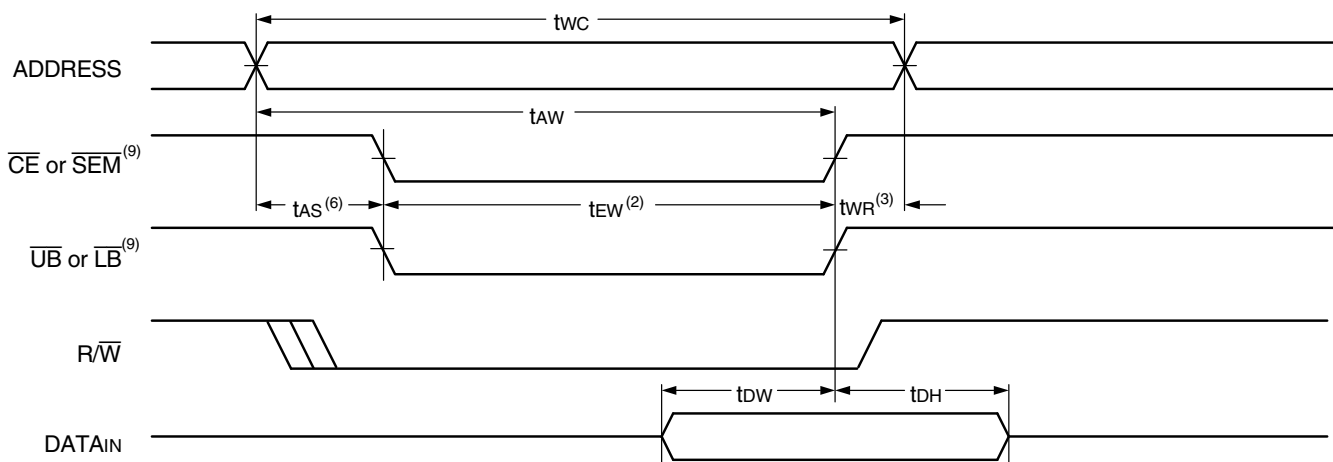 tWC
ADDRESS
tAW
CE or SEM(9)
tAS(6) tEW(2) tWR(3)
UB or LB(9)
R/W
tDW tDH
DATAIN